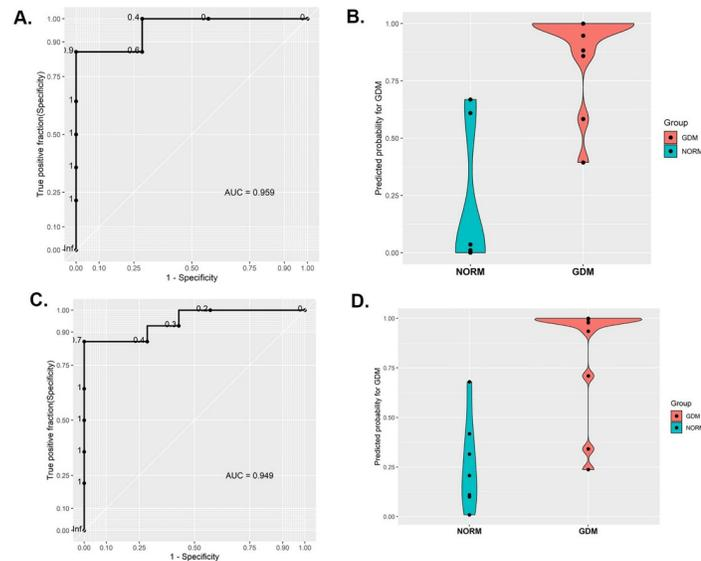 A.
True positive fraction(Specificity)
1.00
0.90
0.75
0.50
0.25
0.10
0.00
0.4
0
0
0.9
0.6
1
1
1
1
Inf
AUC = 0.959
0.00
0.10
0.25
0.50
0.75
0.90
1.00
1 - Specificity
B.
Predicted probability for GDM
1.00
0.75
0.50
0.25
0.00
NORM
GDM
Group
GDM
NORM
C.
True positive fraction(Specificity)
1.00
0.90
0.75
0.50
0.25
0.10
0.00
0.2
0
0.3
0.7
0.4
1
1
1
1
Inf
AUC = 0.949
0.00
0.10
0.25
0.50
0.75
0.90
1.00
1 - Specificity
D.
Predicted probability for GDM
1.00
0.75
0.50
0.25
0.00
NORM
GDM
Group
GDM
NORM